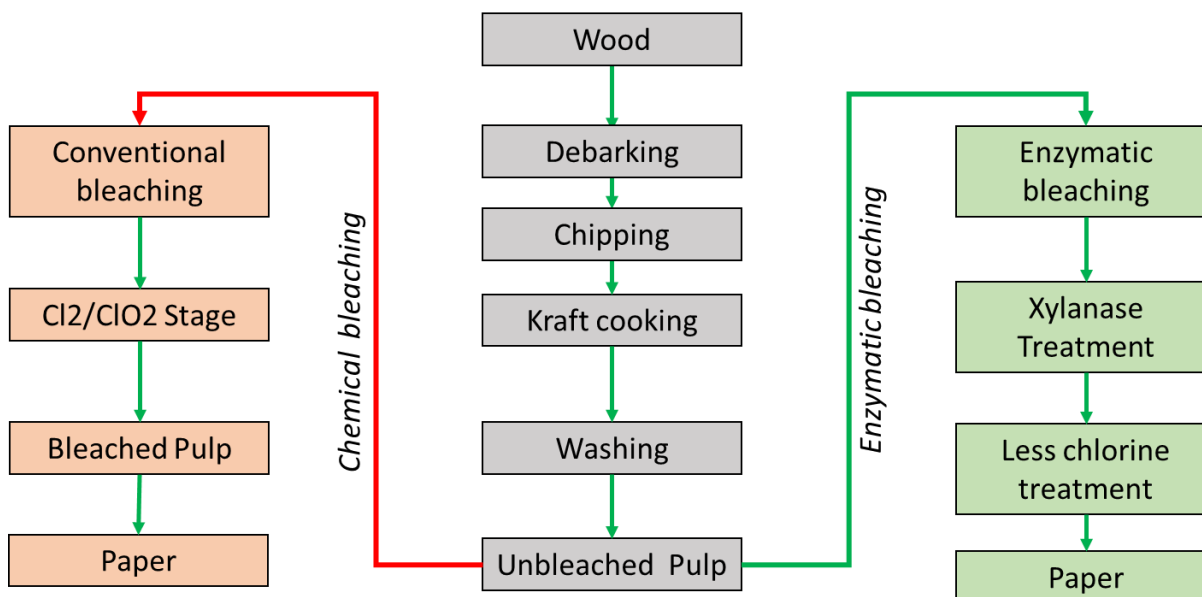 Wood
Debarking
Chipping
Kraft cooking
Washing
Unbleached Pulp
Chemical bleaching
Conventional
bleaching
Cl2/ClO2 Stage
Bleached Pulp
Paper
Enzymatic bleaching
Enzymatic
bleaching
Xylanase
Treatment
Less chlorine
treatment
Paper